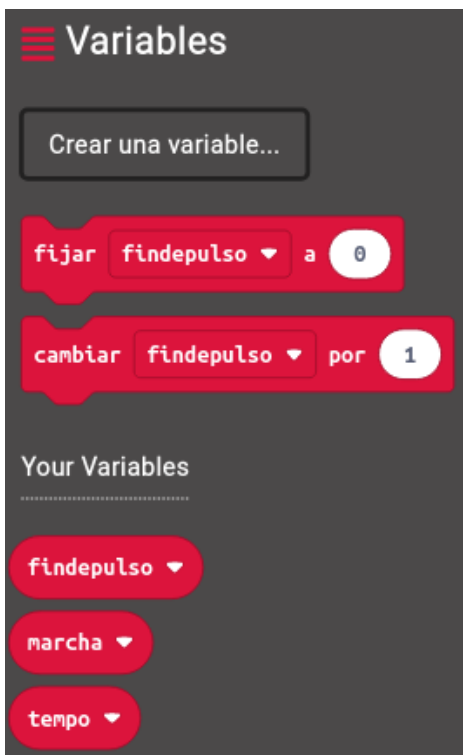 Variables
Crear una variable...
fijar findepulso a 0
cambiar findepulso por 1
Your Variables
findepulso
marcha
tempo